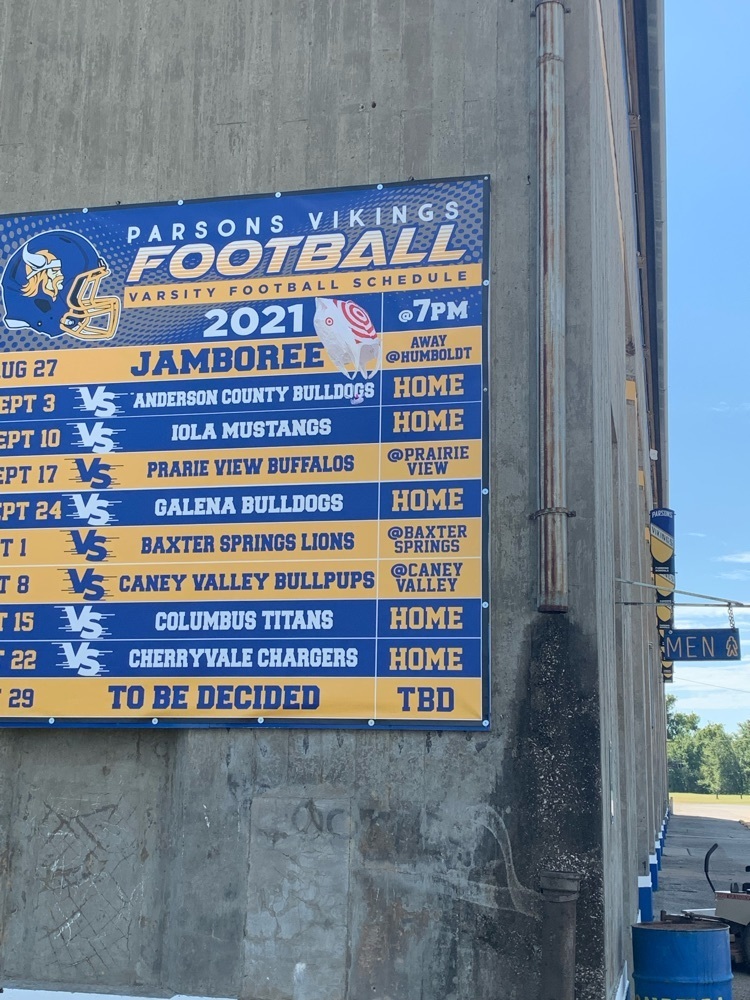 PARSONS VIKINGS
FOOTBALL
VARSITY FOOTBALL SCHEDULE
2021 @7PM
UG 27 JAMBOREE AWAY @HUMBOLDT
EPT 3 VS ANDERSON COUNTY BULLDOGS HOME
EPT 10 VS IOLA MUSTANGS HOME
EPT 17 VS PRARIE VIEW BUFFALOS @PRAIRIE VIEW
EPT 24 VS GALENA BULLDOGS HOME
T 1 VS BAXTER SPRINGS LIONS @BAXTER SPRINGS
T 8 VS CANEY VALLEY BULLPUPS @CANEY VALLEY
T 15 VS COLUMBUS TITANS HOME
T 22 VS CHERRYVALE CHARGERS HOME
29 TO BE DECIDED TBD
PARSONS
MEN